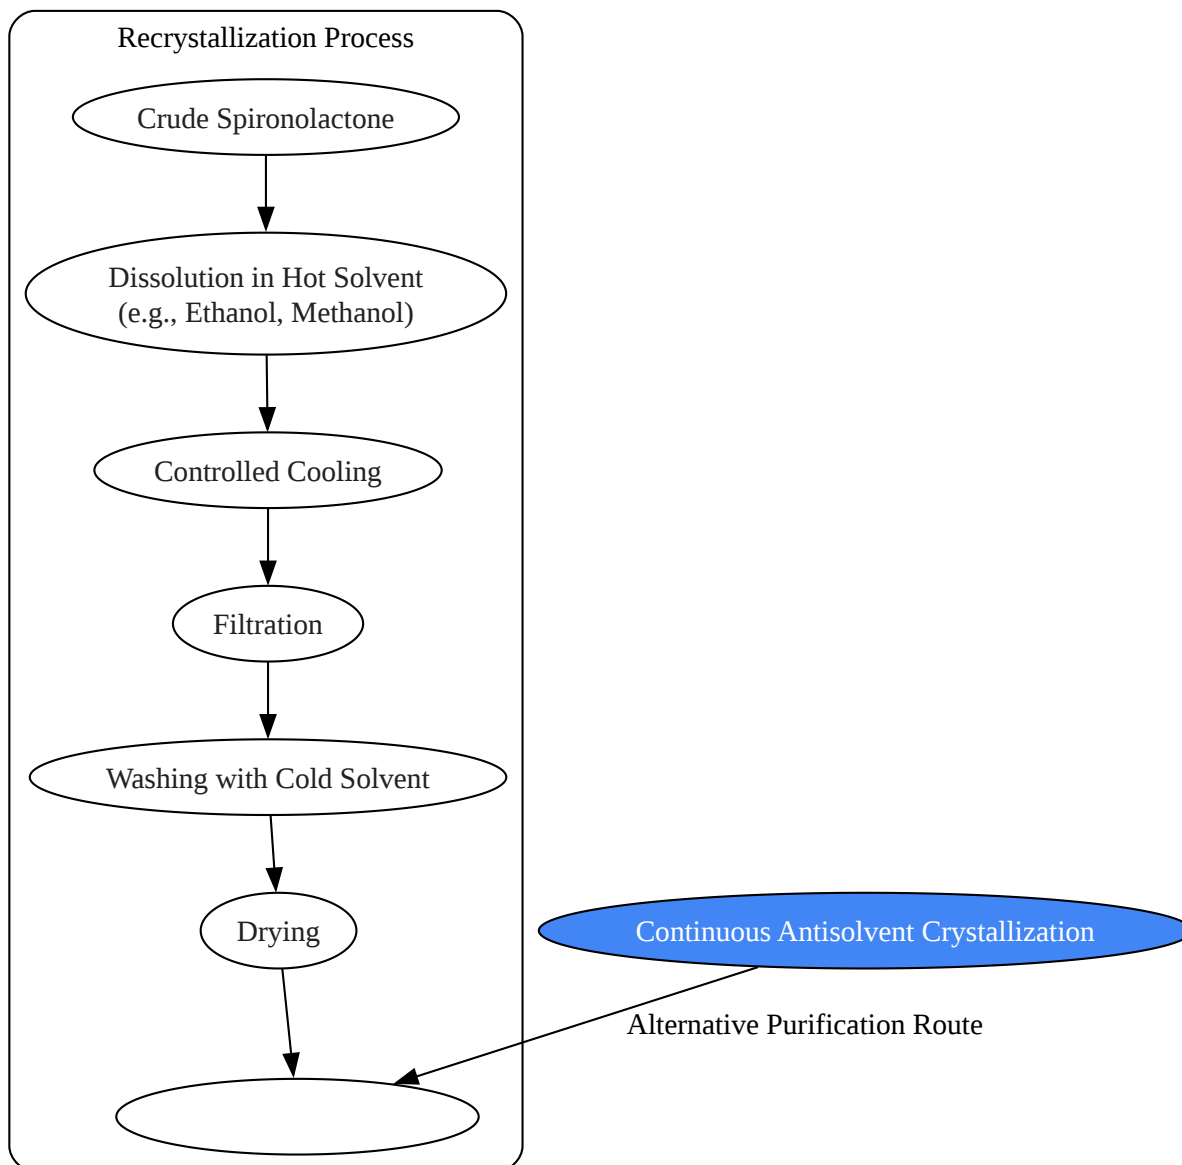 Recrystallization Process
Crude Spironolactone
Dissolution in Hot Solvent
(e.g., Ethanol, Methanol)
Controlled Cooling
Filtration
Washing with Cold Solvent
Drying
Continuous Antisolvent Crystallization
Alternative Purification Route